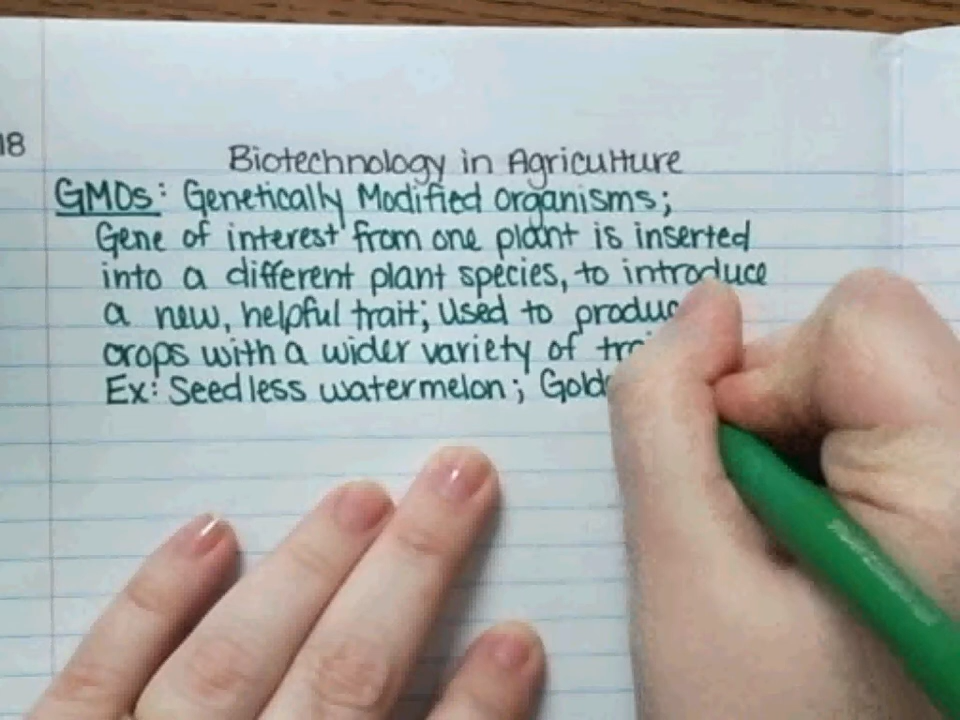 18
Biotechnology in Agriculture
GMOs: Genetically Modified Organisms;
Gene of interest from one plant is inserted
into a different plant species, to introduce
a new, helpful trait; used to
crops with a wider variety of
Ex: Seedless watermelon;